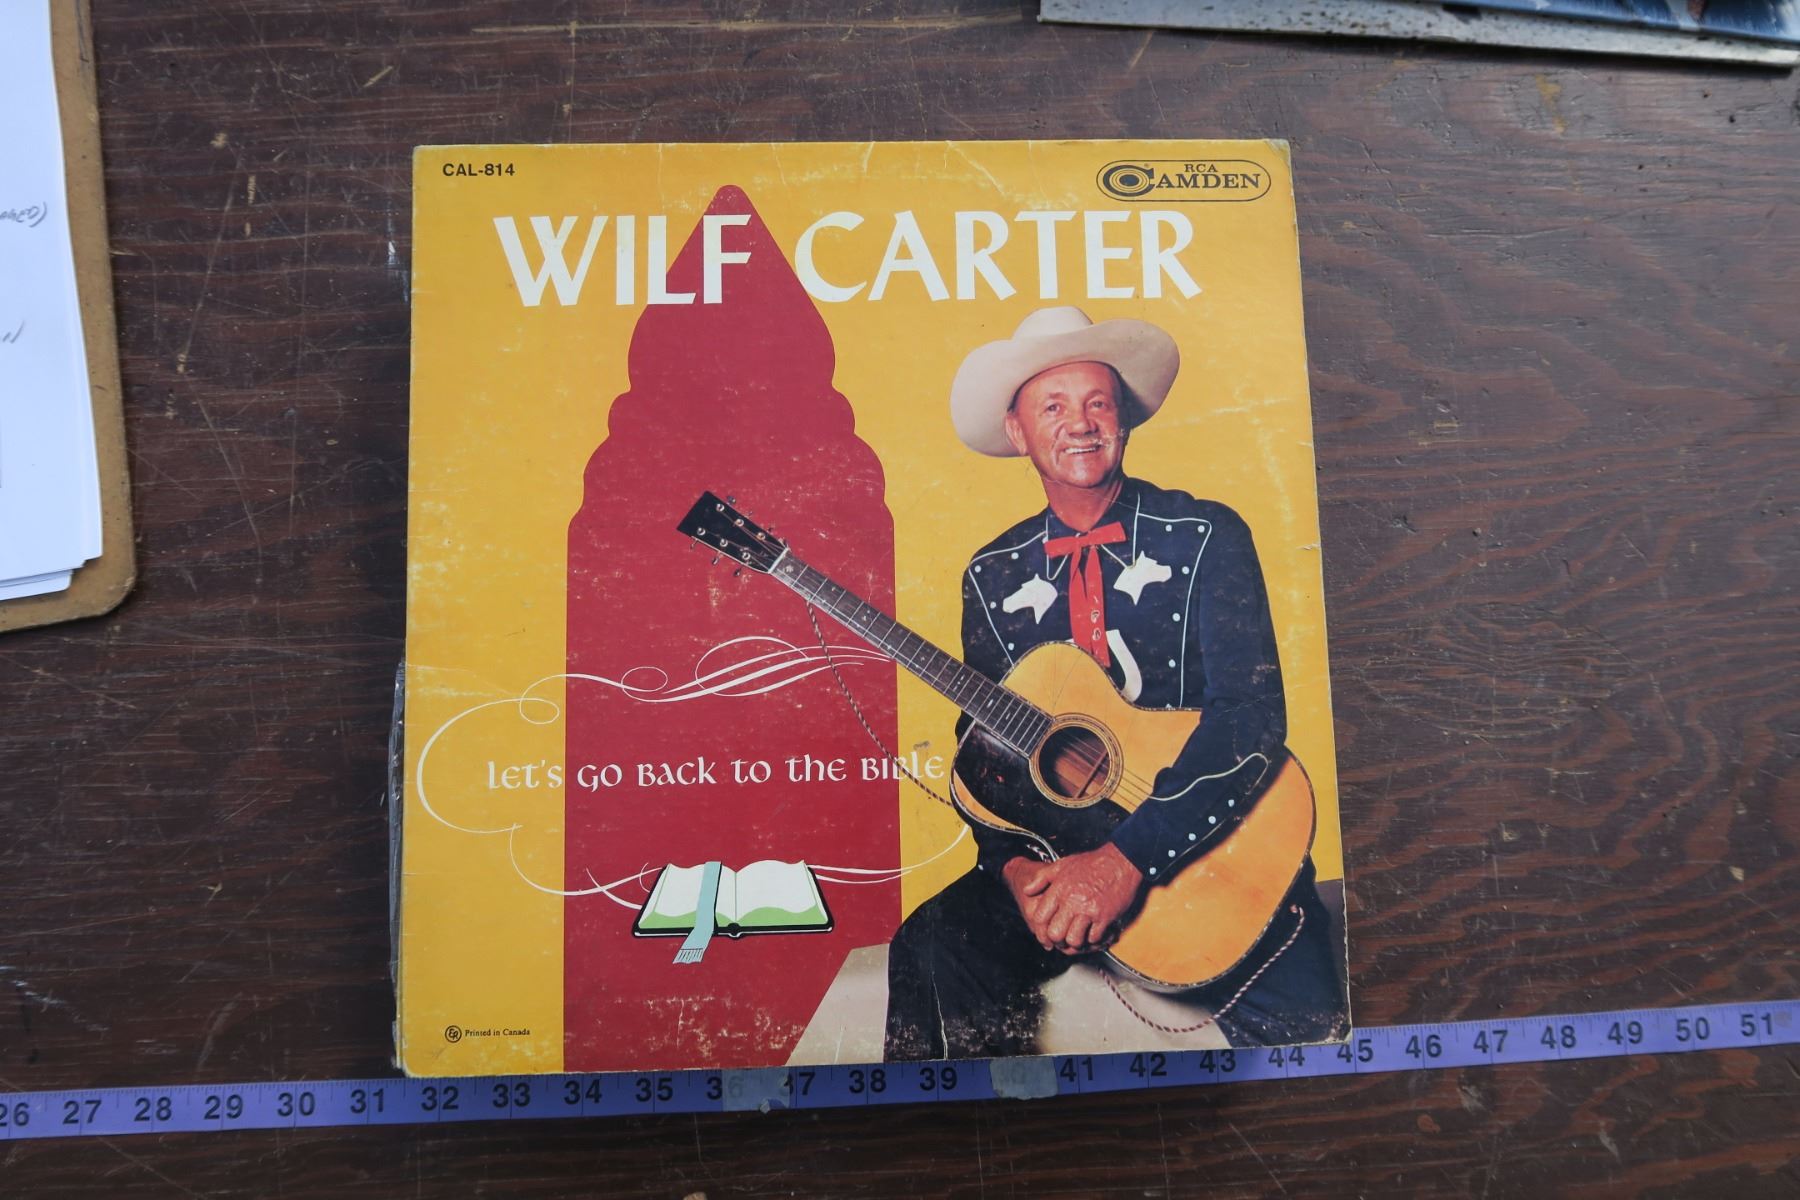 CAL-814
RCA
CAMDEN
WILF CARTER
Let's go back to the Bible
ER Printed in Canada
26 27 28 29 30 31 32 33 34 35 36 37 38 39 41 42 43 44 45 46 47 48 49 50 51